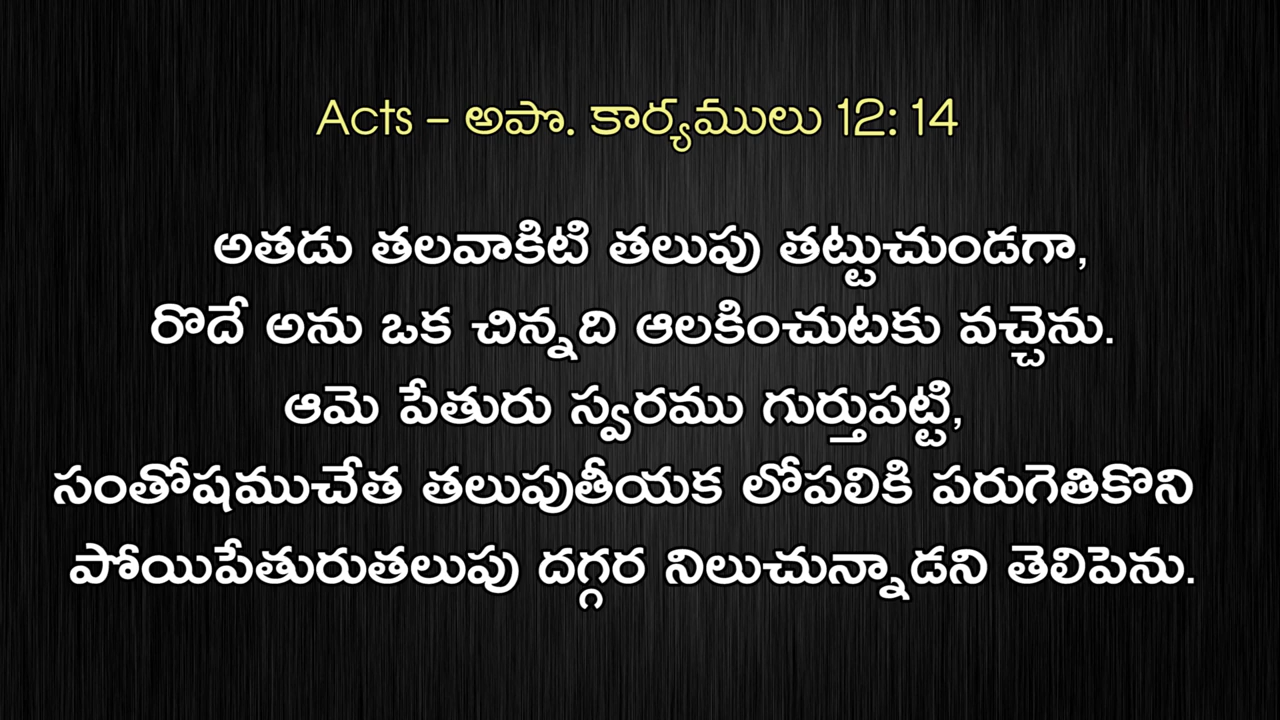 Acts – అపొ. కార్యములు 12: 14
అతడు తలవాకిటి తలుపు తట్టుచుండగా,
రొదే అను ఒక చిన్నది ఆలకించుటకు వచ్చెను.
ఆమె పేతురు స్వరము గుర్తుపట్టి,
సంతోషముచేత తలుపుతీయక లోపలికి పరుగెతికొని
పోయిపేతురుతలుపు దగ్గర నిలుచున్నాడని తెలిపెను.